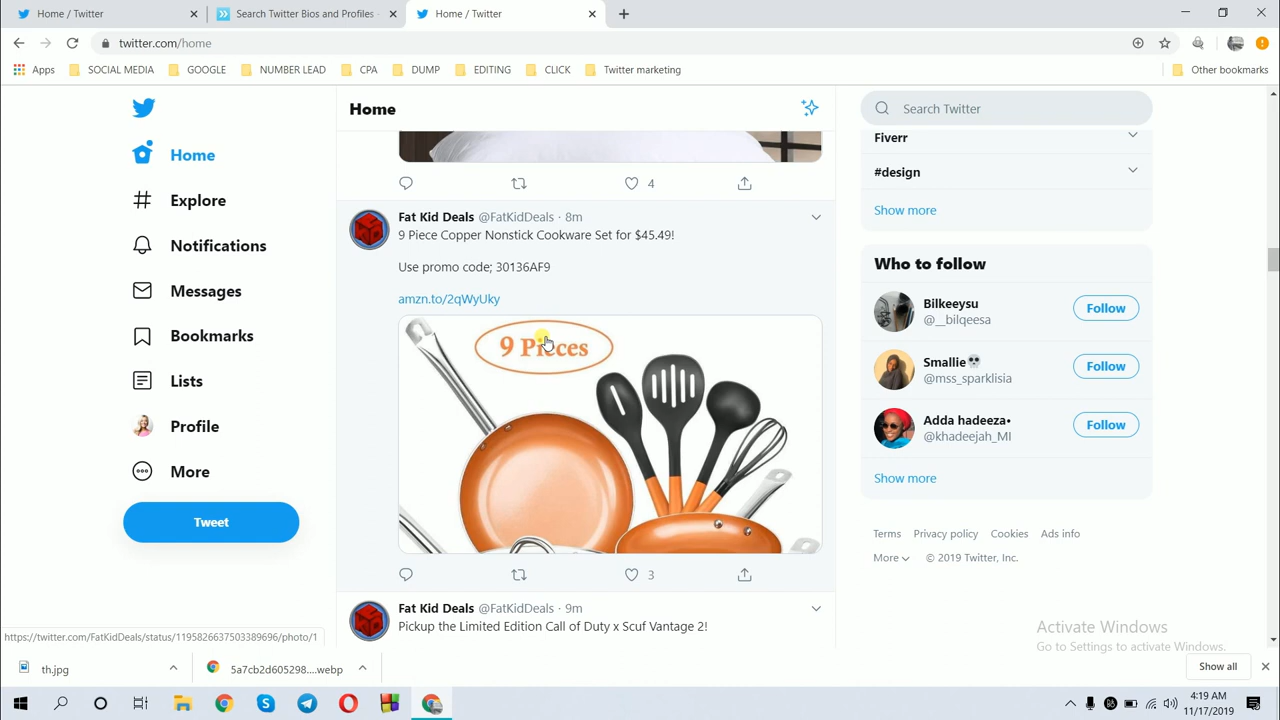 Home / Twitter
Search Twitter Bios and Profiles
Home / Twitter
twitter.com/home
Apps
SOCIAL MEDIA
GOOGLE
NUMBER LEAD
CPA
DUMP
EDITING
CLICK
Twitter marketing
Other bookmarks
Home
Explore
Notifications
Messages
Bookmarks
Lists
Profile
More
Tweet
Home
4
Fat Kid Deals @FatKidDeals · 8m
9 Piece Copper Nonstick Cookware Set for $45.49!
Use promo code; 30136AF9
amzn.to/2qWyUky
9 Pieces
3
Fat Kid Deals @FatKidDeals · 9m
Pickup the Limited Edition Call of Duty x Scuf Vantage 2!
Search Twitter
Fiverr
#design
Show more
Who to follow
Bilkeeysu
@__bilqeesa
Follow
Smallie💀
@mss_sparklisia
Follow
Adda hadeeza•
@khadeejah_MI
Follow
Show more
Terms Privacy policy Cookies Ads info
More © 2019 Twitter, Inc.
Activate Windows
Go to Settings to activate Windows.
https://twitter.com/FatKidDeals/status/1195826637503389696/photo/1
th.jpg
5a7cb2d605298....webp
Show all
4:19 AM
11/17/2019